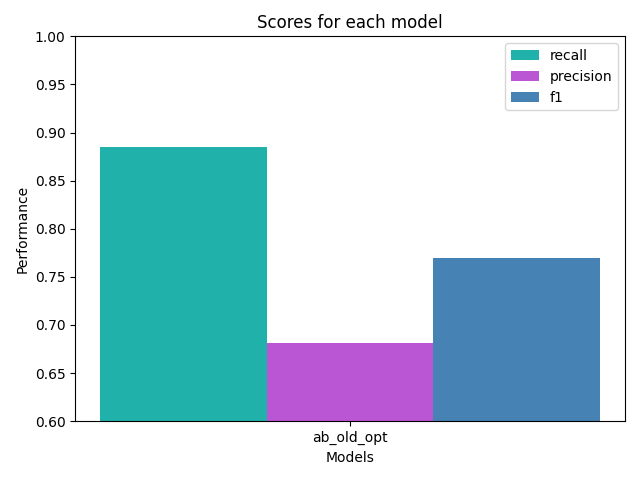 Scores for each model
recall
precision
f1
1.00
0.95
0.90
0.85
0.80
0.75
0.70
0.65
0.60
Performance
ab_old_opt
Models